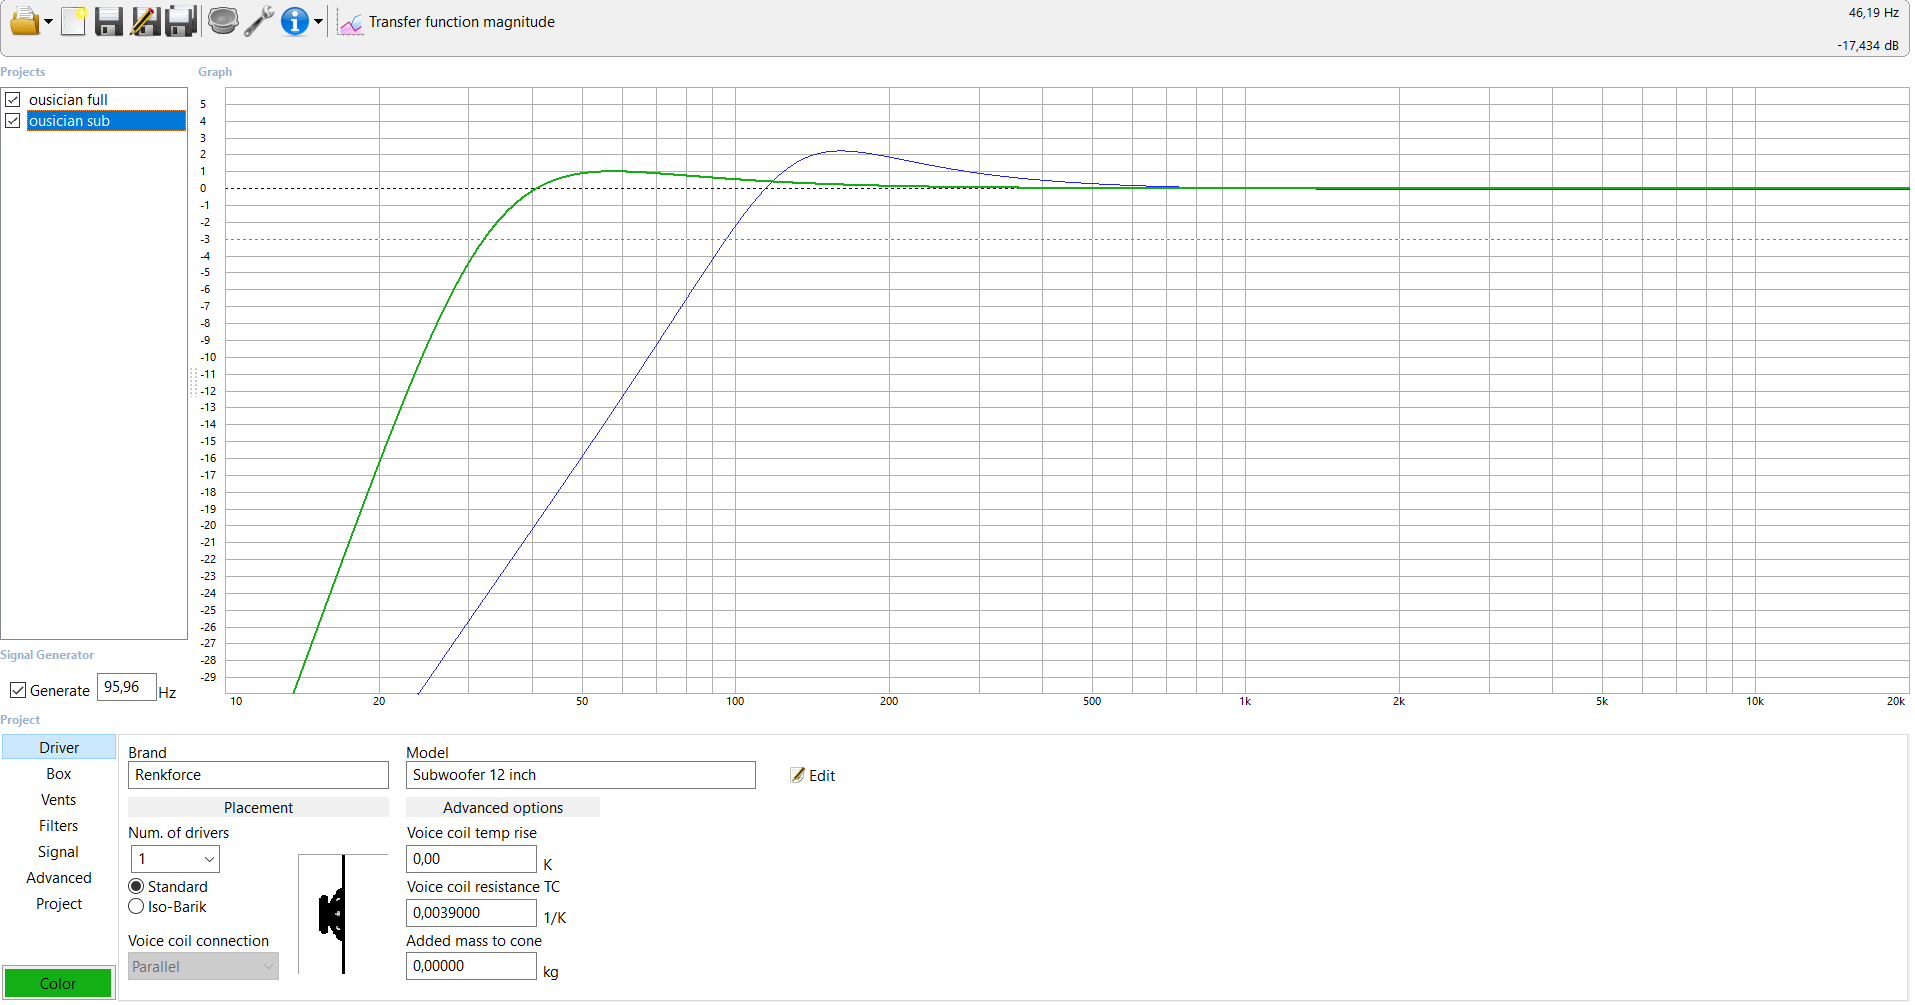 Transfer function magnitude
46,19 Hz
-17,434 dB
Projects
Graph
ousician full
ousician sub
5
4
3
2
1
0
-1
-2
-3
-4
-5
-6
-7
-8
-9
-10
-11
-12
-13
-14
-15
-16
-17
-18
-19
-20
-21
-22
-23
-24
-25
-26
-27
-28
-29
10 20 50 100 200 500 1k 2k 5k 10k 20k
Signal Generator
Generate 95,96 Hz
Project
Driver
Box
Vents
Filters
Signal
Advanced
Project
Color
Brand
Renkforce
Model
Subwoofer 12 inch
Edit
Placement
Num. of drivers
1
Standard
Iso-Barik
Voice coil connection
Parallel
Advanced options
Voice coil temp rise
0,00 K
Voice coil resistance TC
0,0039000 1/K
Added mass to cone
0,00000 kg